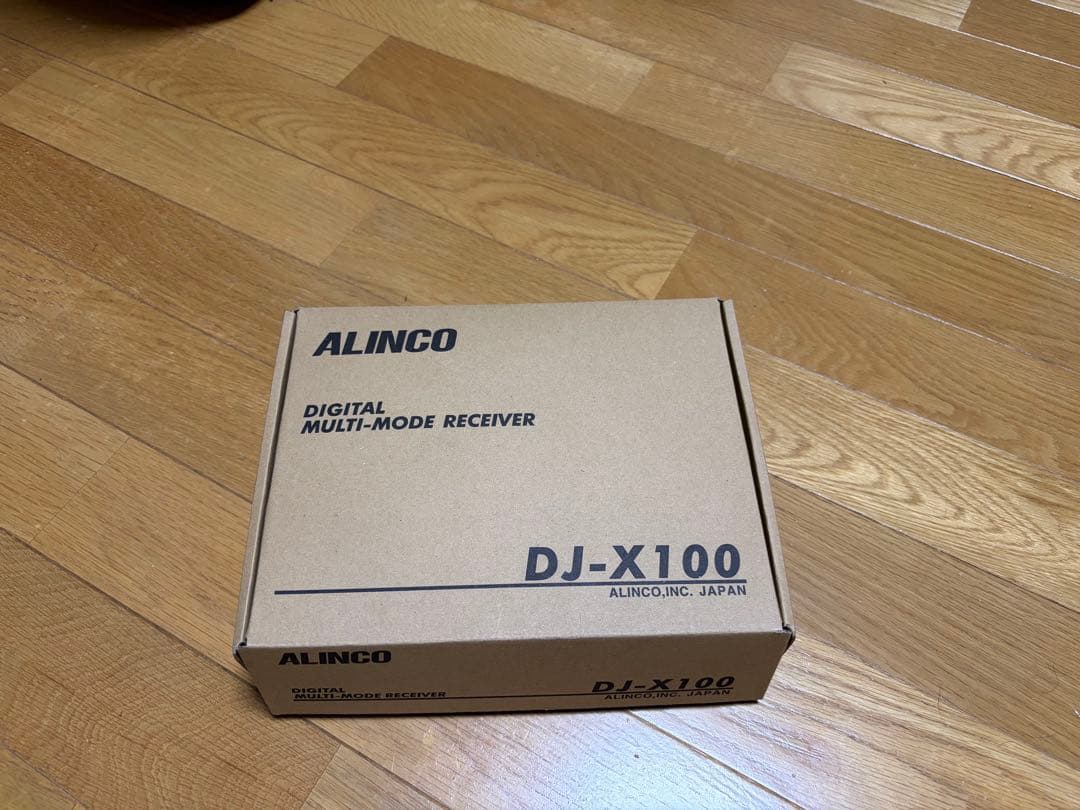 ALINCO
DIGITAL
MULTI-MODE RECEIVER
DJ-X100
ALINCO,INC. JAPAN
ALINCO
DIGITAL
MULTI-MODE RECEIVER
DJ-X100
ALINCO,INC. JAPAN